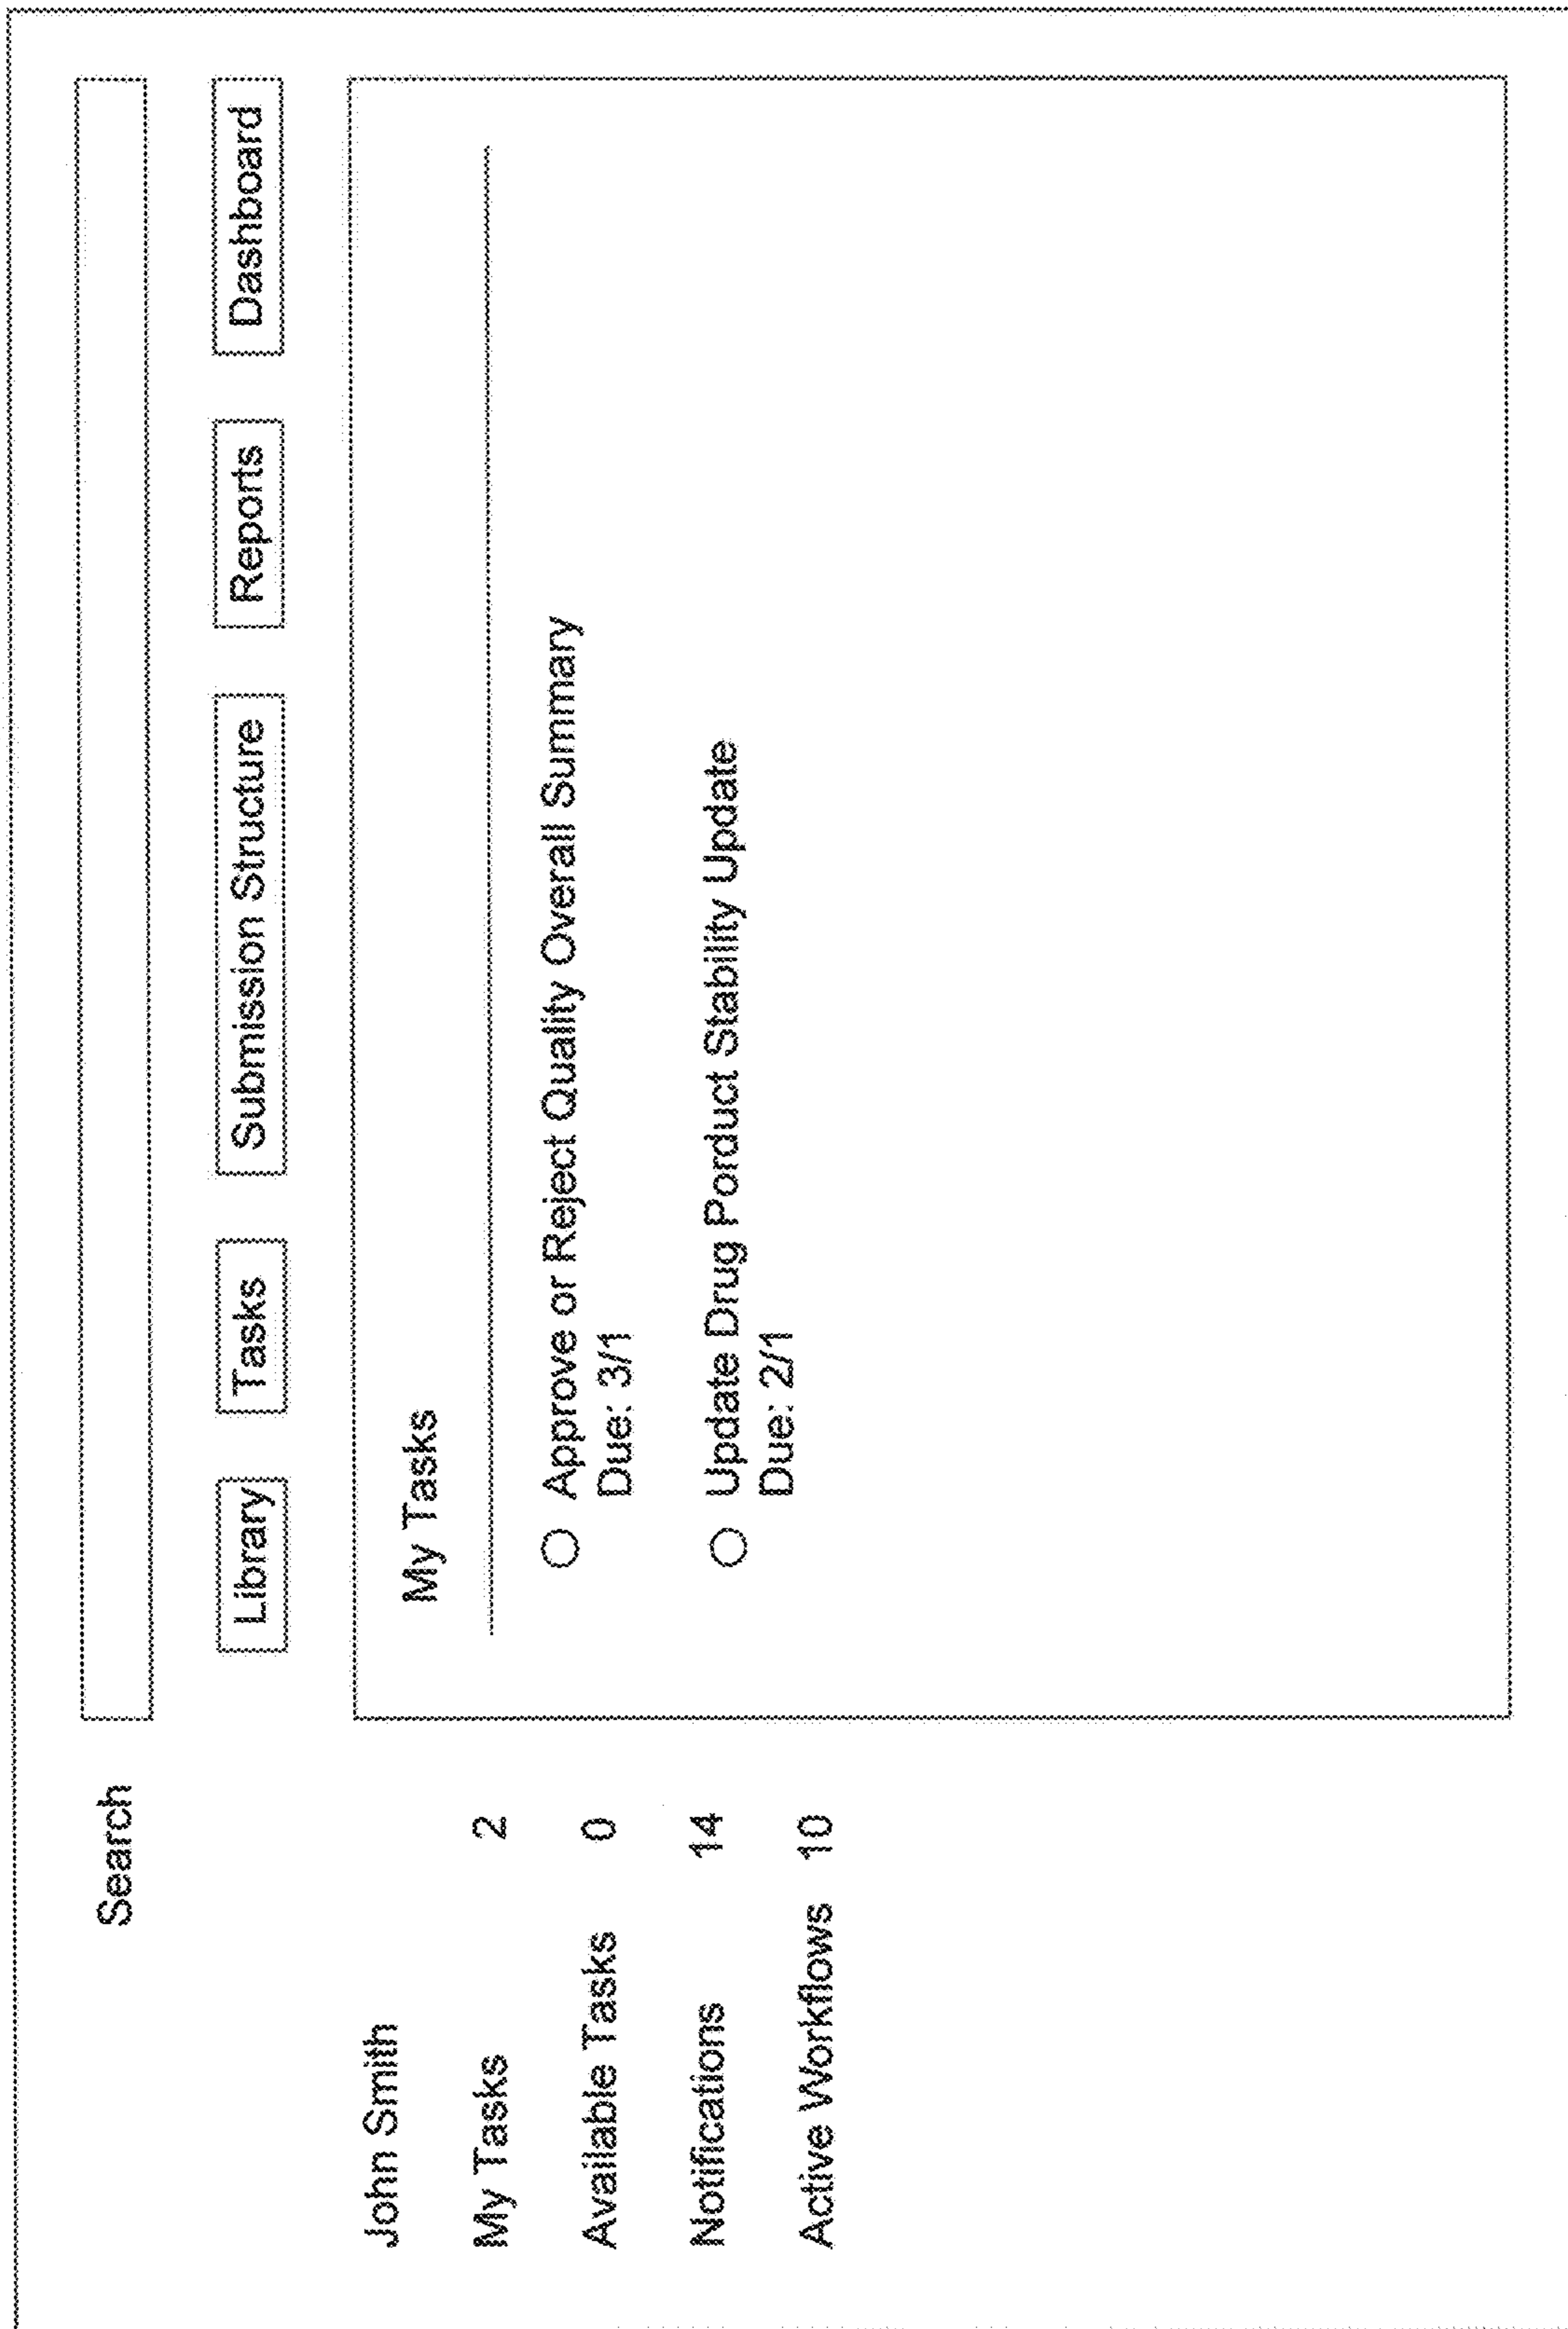 Search
Library
Tasks
Submission Structure
Reports
Dashboard
John Smith
My Tasks 2
Available Tasks 0
Notifications 14
Active Workflows 10
My Tasks
Approve or Reject Quality Overall Summary
Due: 3/1
Update Drug Porduct Stability Update
Due: 2/1